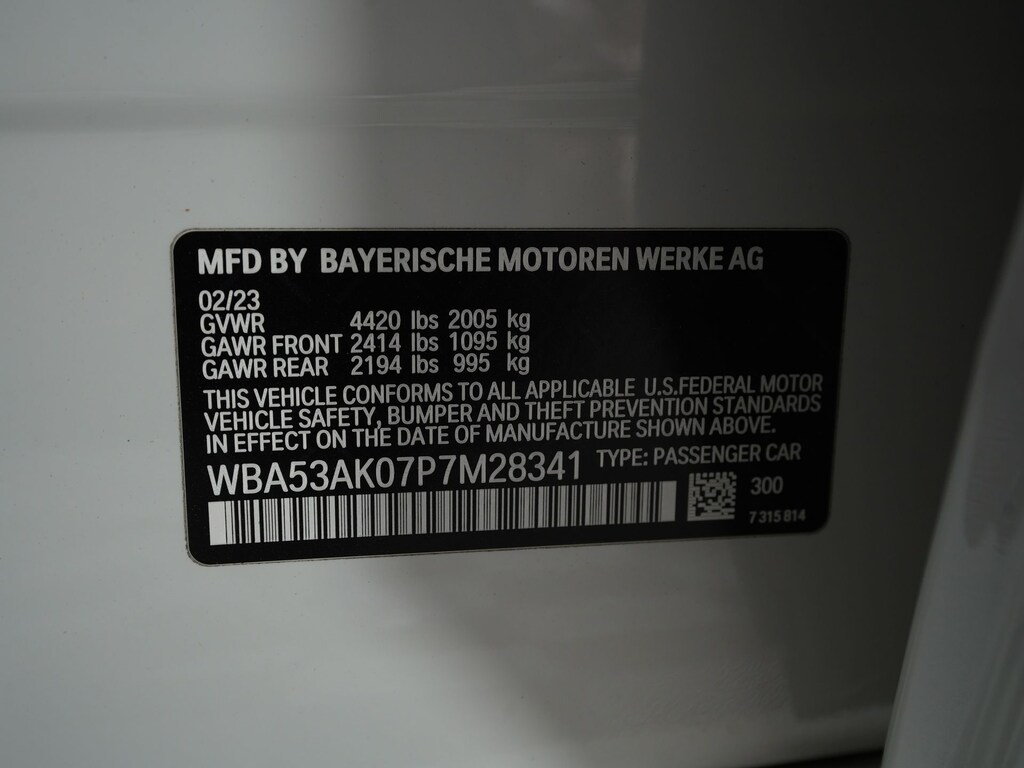 MFD BY BAYERISCHE MOTOREN WERKE AG
02/23
GVWR 4420 lbs 2005 kg
GAWR FRONT 2414 lbs 1095 kg
GAWR REAR 2194 lbs 995 kg
THIS VEHICLE CONFORMS TO ALL APPLICABLE U.S.FEDERAL MOTOR
VEHICLE SAFETY, BUMPER AND THEFT PREVENTION STANDARDS
IN EFFECT ON THE DATE OF MANUFACTURE SHOWN ABOVE.
WBA53AK07P7M28341 TYPE: PASSENGER CAR
300
7 315 814